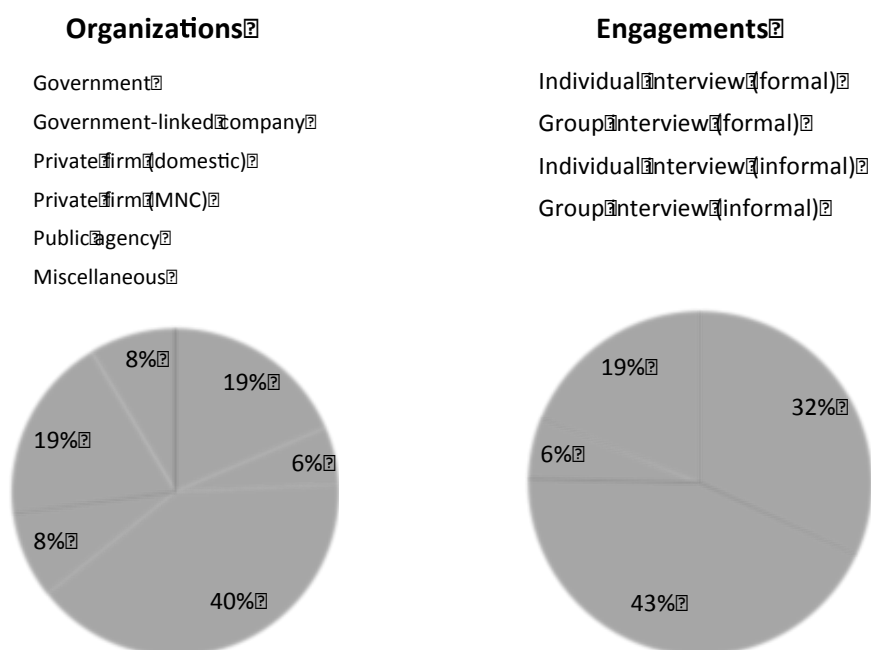 Organizations⍰
Government⍰
Government-linked⍰company⍰
Private⍰firm⍰(domestic)⍰
Private⍰firm⍰(MNC)⍰
Public⍰agency⍰
Miscellaneous⍰
8%⍰
19%⍰
19%⍰
6%⍰
8%⍰
40%⍰
Engagements⍰
Individual⍰interview⍰(formal)⍰
Group⍰interview⍰(formal)⍰
Individual⍰interview⍰(informal)⍰
Group⍰interview⍰(informal)⍰
19%⍰
32%⍰
6%⍰
43%⍰